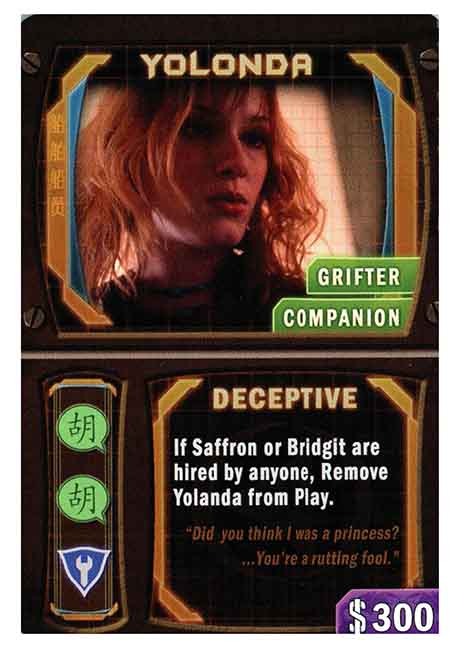 YOLONDA
GRIFTER
COMPANION
DECEPTIVE
胡
胡
If Saffron or Bridgit are
hired by anyone, Remove
Yolanda from Play.
"Did you think I was a princess?
...You're a rutting fool."
$300